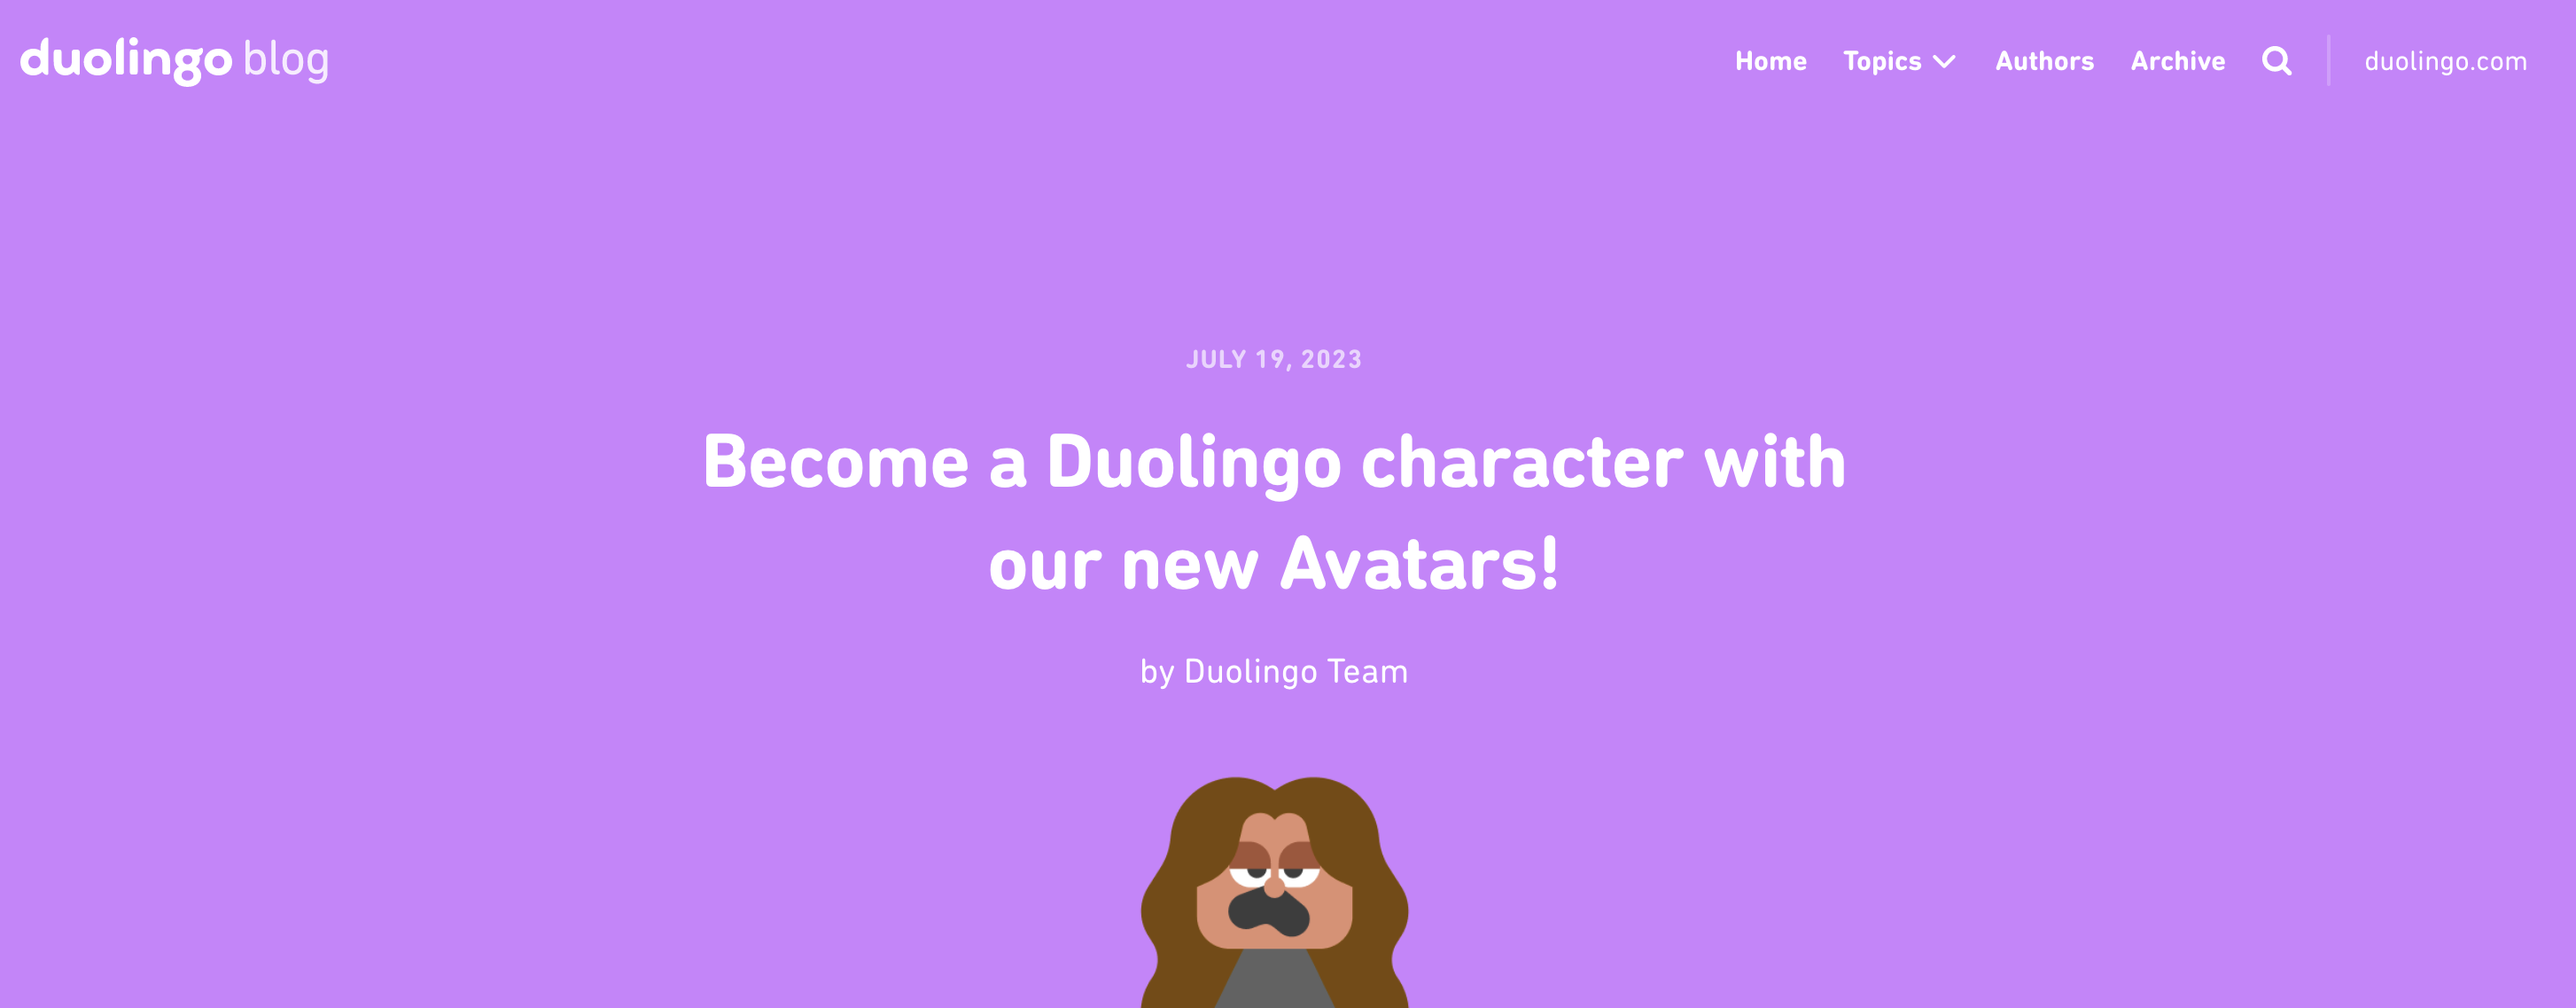 duolingo blog
Home Topics Authors Archive duolingo.com
JULY 19, 2023
Become a Duolingo character with
our new Avatars!
by Duolingo Team